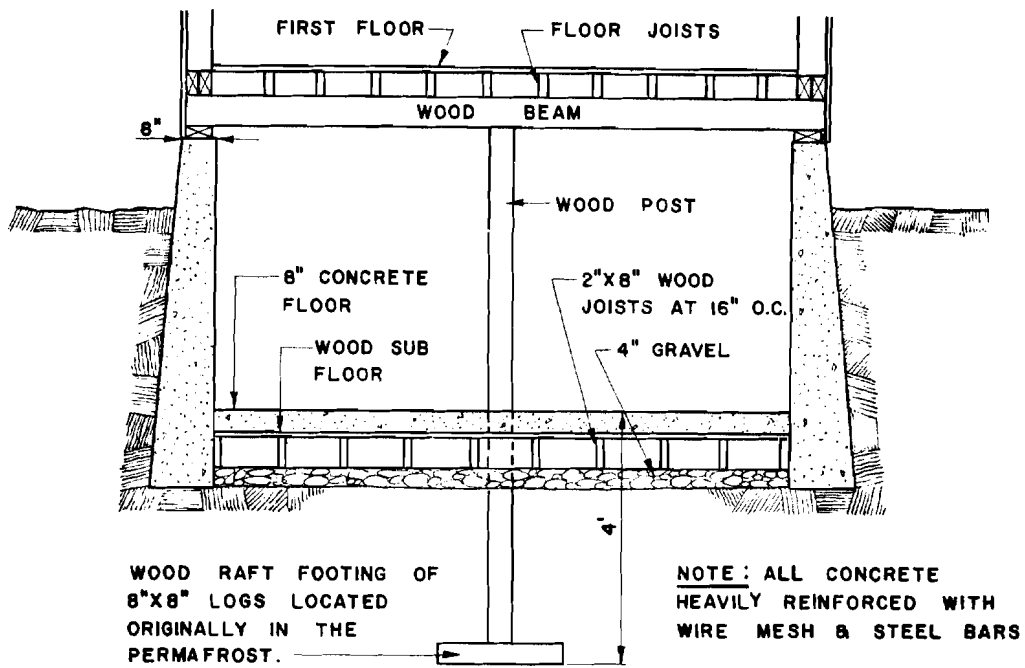 FIRST FLOOR
FLOOR JOISTS
WOOD BEAM
8"
WOOD POST
8" CONCRETE
FLOOR
2"X8" WOOD
JOISTS AT 16" O.C.
WOOD SUB
FLOOR
4" GRAVEL
4'
WOOD RAFT FOOTING OF
8"X8" LOGS LOCATED
ORIGINALLY IN THE
PERMAFROST.
NOTE: ALL CONCRETE
HEAVILY REINFORCED WITH
WIRE MESH & STEEL BARS